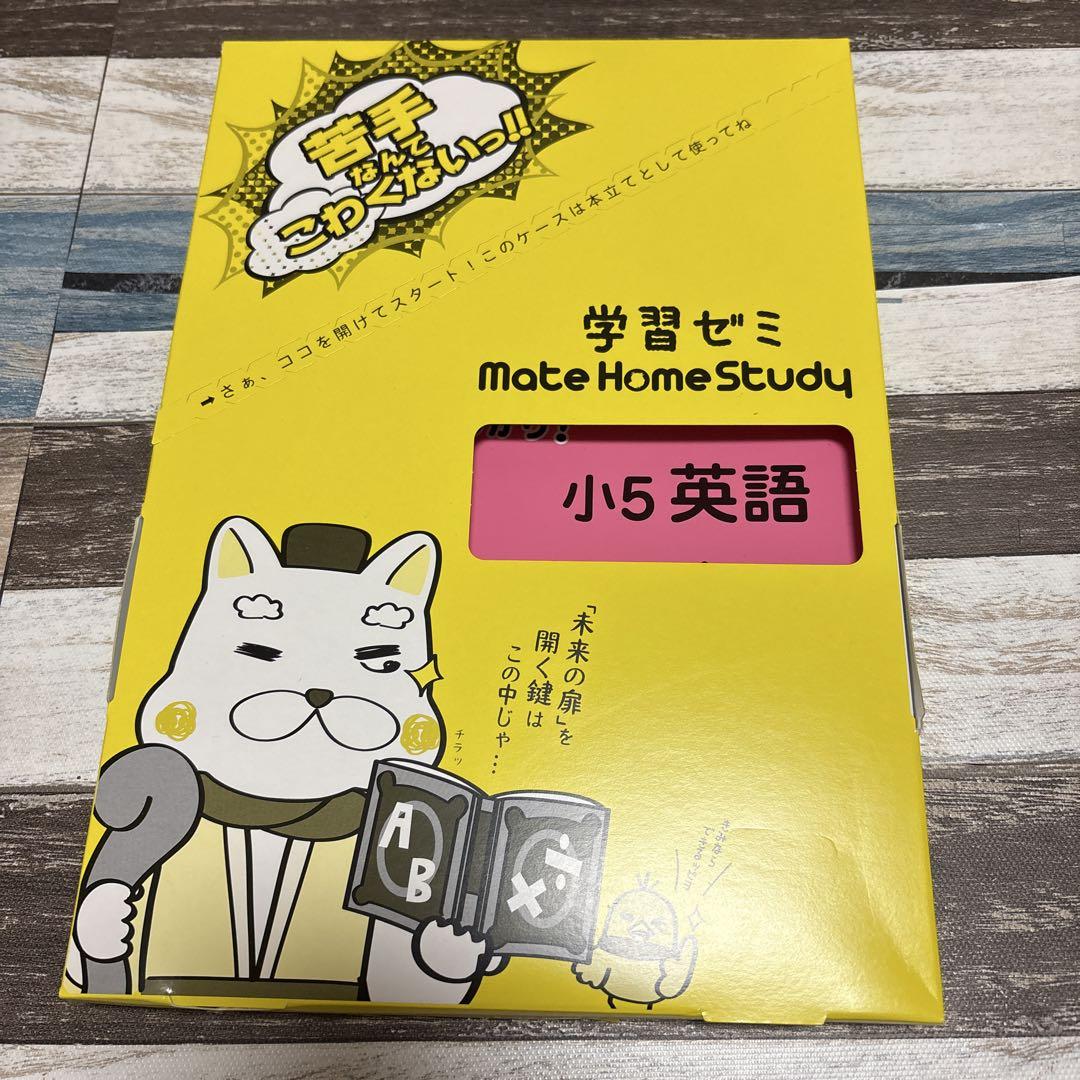 苦手
なんて
こわくないっ!!
➡さぁ、ココを開けてスタート！このケースは本立てとして使ってね
学習ゼミ
Mate Home Study
小5 英語
「未来の扉」を
開く鍵は
この中じゃ…
チラッ
A
B